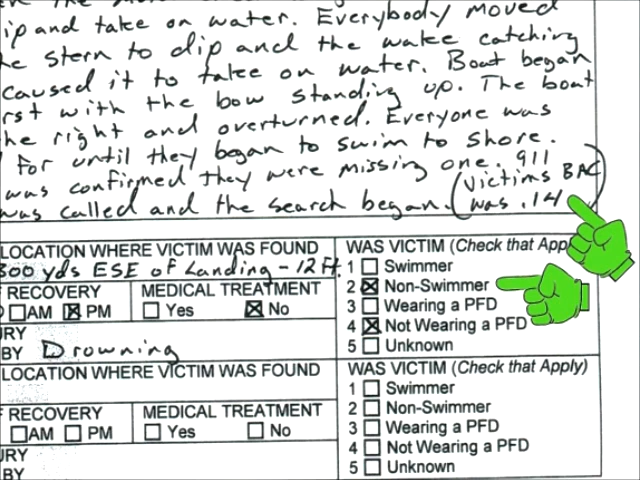 ip and take on water. Everybody moved
he stern to dip and the wake catching
caused it to take on water. Boat began
rst with the bow standing up. The boat
he right and overturned. Everyone was
for until they began to swim to shore.
was confirmed they were missing one. 911
was called and the search began. (Victims BAC
was .14)
LOCATION WHERE VICTIM WAS FOUND
300 yds ESE of Landing - 12 Ft.
RECOVERY
AM ☒ PM
MEDICAL TREATMENT
☐ Yes ☒ No
URY
BY Drowning
WAS VICTIM (Check that App
1 ☐ Swimmer
2 ☒ Non-Swimmer
3 ☐ Wearing a PFD
4 ☒ Not Wearing a PFD
5 ☐ Unknown
LOCATION WHERE VICTIM WAS FOUND
RECOVERY
☐ AM ☐ PM
MEDICAL TREATMENT
☐ Yes ☐ No
URY
BY
WAS VICTIM (Check that Apply)
1 ☐ Swimmer
2 ☐ Non-Swimmer
3 ☐ Wearing a PFD
4 ☐ Not Wearing a PFD
5 ☐ Unknown